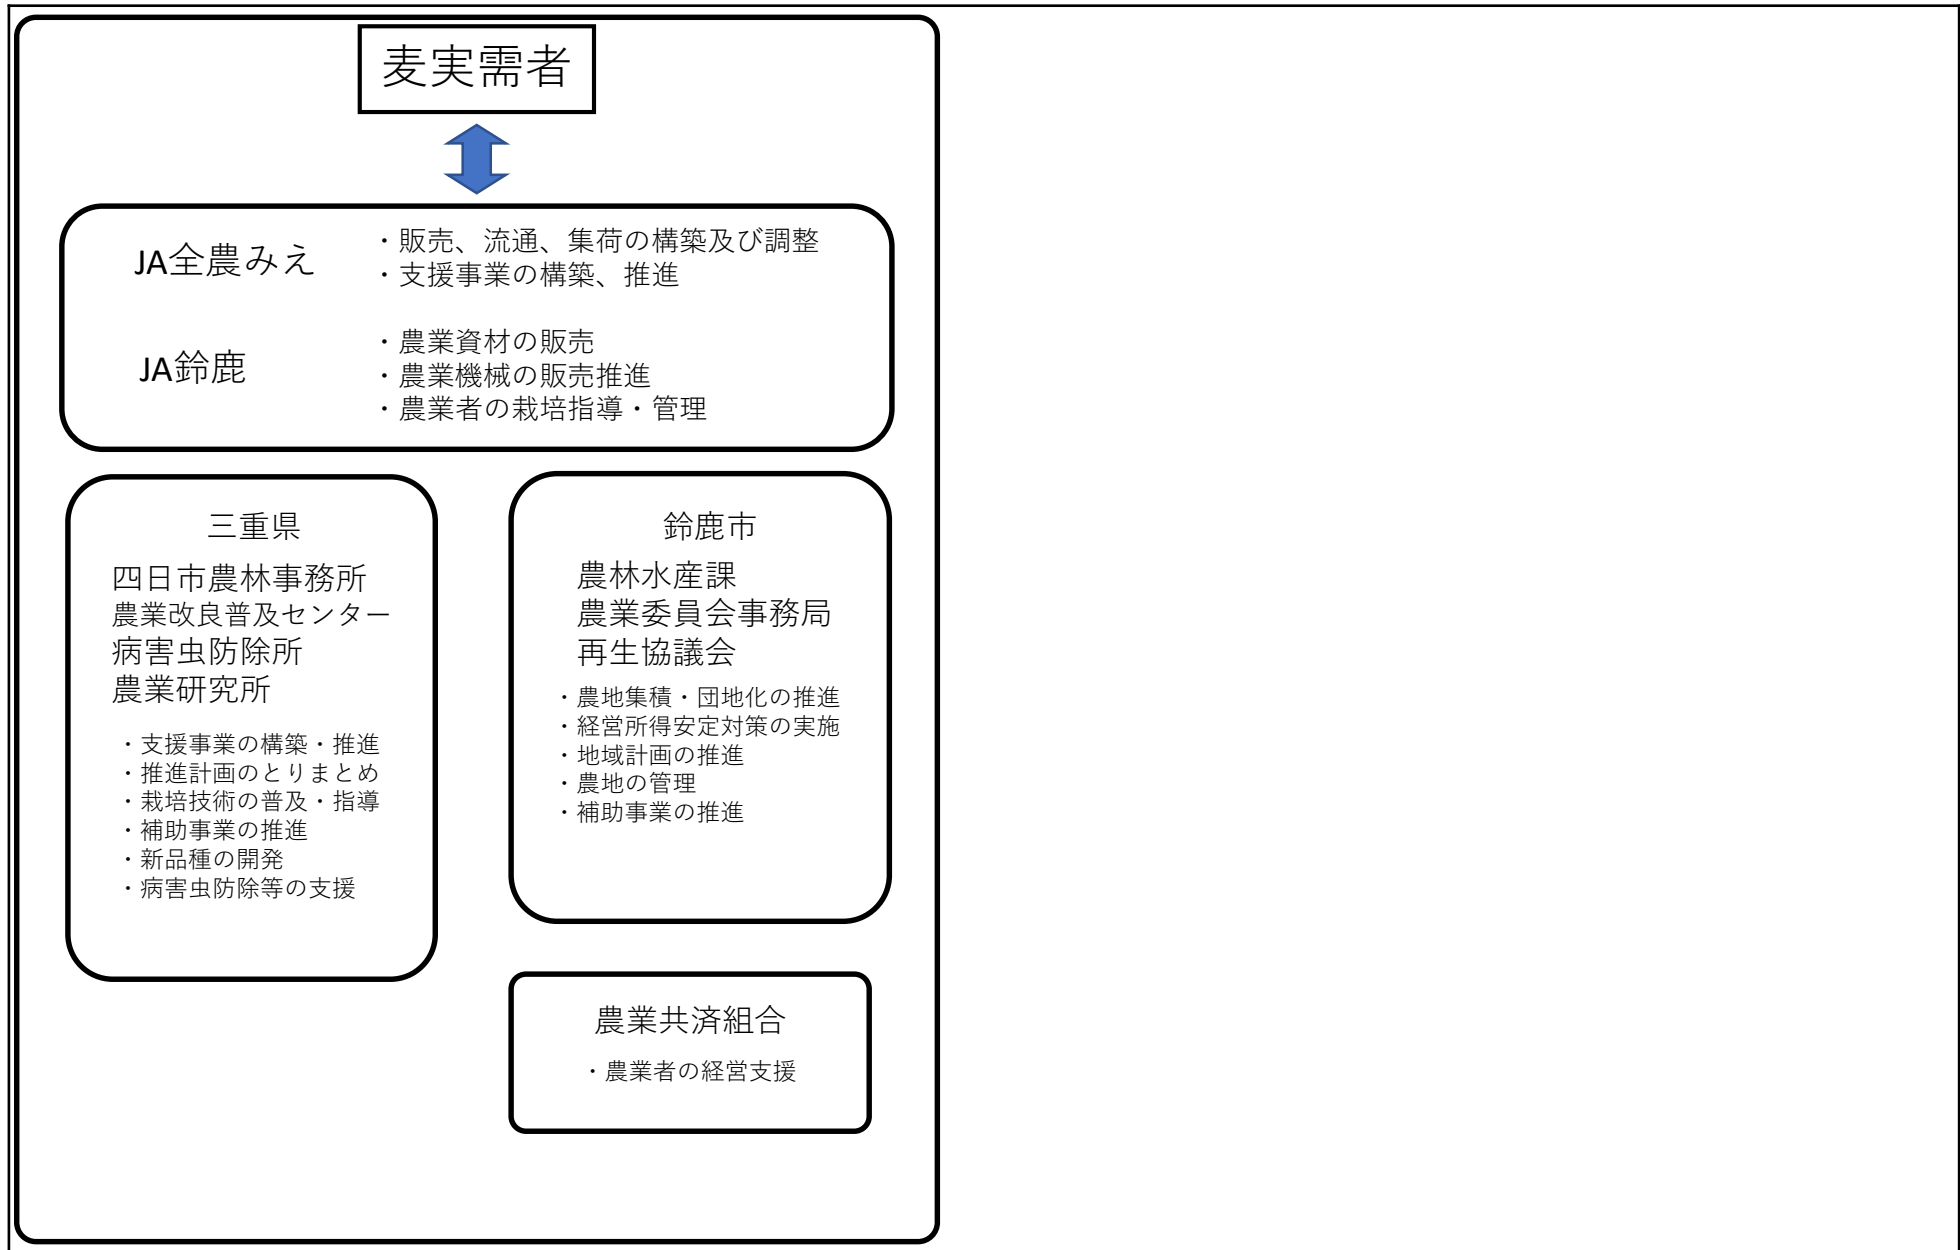 麦実需者
JA全農みえ
・販売、流通、集荷の構築及び調整
・支援事業の構築、推進
JA鈴鹿
・農業資材の販売
・農業機械の販売推進
・農業者の栽培指導・管理
三重県
四日市農林事務所
農業改良普及センター
病害虫防除所
農業研究所
・支援事業の構築・推進
・推進計画のとりまとめ
・栽培技術の普及・指導
・補助事業の推進
・新品種の開発
・病害虫防除等の支援
鈴鹿市
農林水産課
農業委員会事務局
再生協議会
・農地集積・団地化の推進
・経営所得安定対策の実施
・地域計画の推進
・農地の管理
・補助事業の推進
農業共済組合
・農業者の経営支援